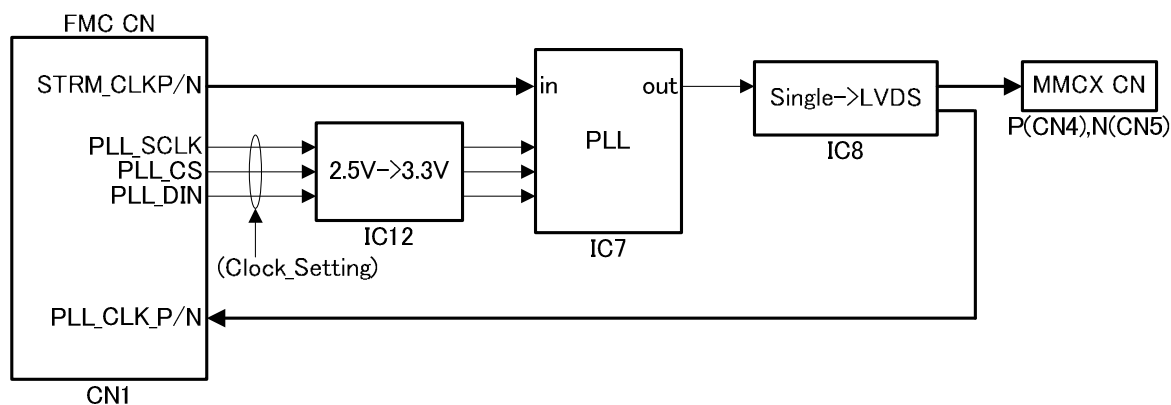 FMC CN
STRM_CLKP/N
in
out
Single->LVDS
MMCX CN
P(CN4),N(CN5)
IC8
PLL_SCLK
PLL_CS
PLL_DIN
2.5V->3.3V
PLL
IC12
IC7
(Clock_Setting)
PLL_CLK_P/N
CN1